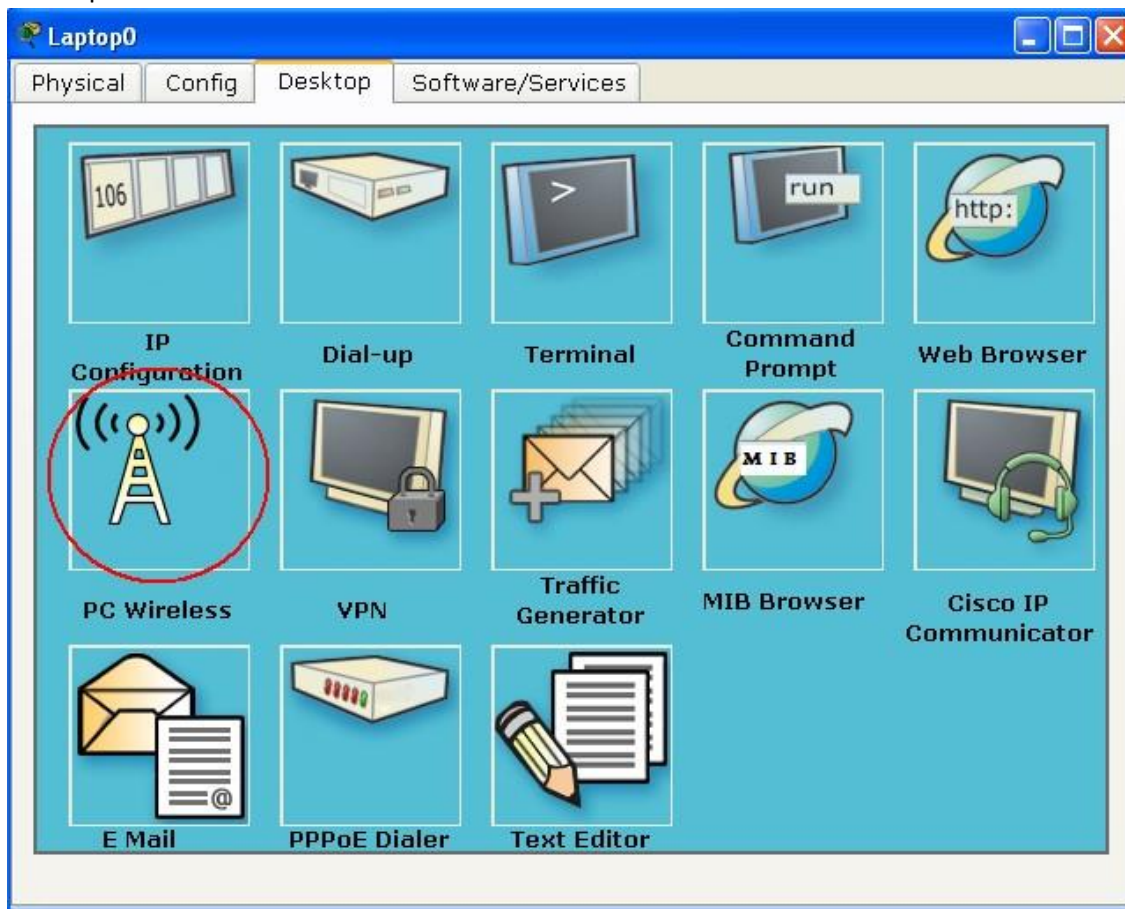 Laptop0
Physical Config Desktop Software/Services
106
>
run
http:
IP
Configuration
Dial-up
Terminal
Command
Prompt
Web Browser
MIB
PC Wireless
VPN
Traffic
Generator
MIB Browser
Cisco IP
Communicator
@
E Mail
PPPoE Dialer
Text Editor